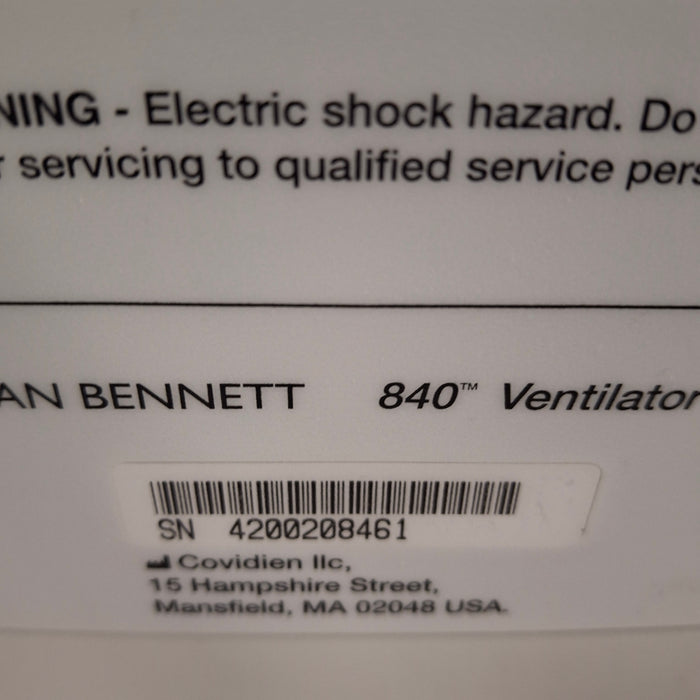 NING - Electric shock hazard. Do
r servicing to qualified service pers
AN BENNETT 840™ Ventilator
SN 4200208461
Covidien llc,
15 Hampshire Street,
Mansfield, MA 02048 USA.